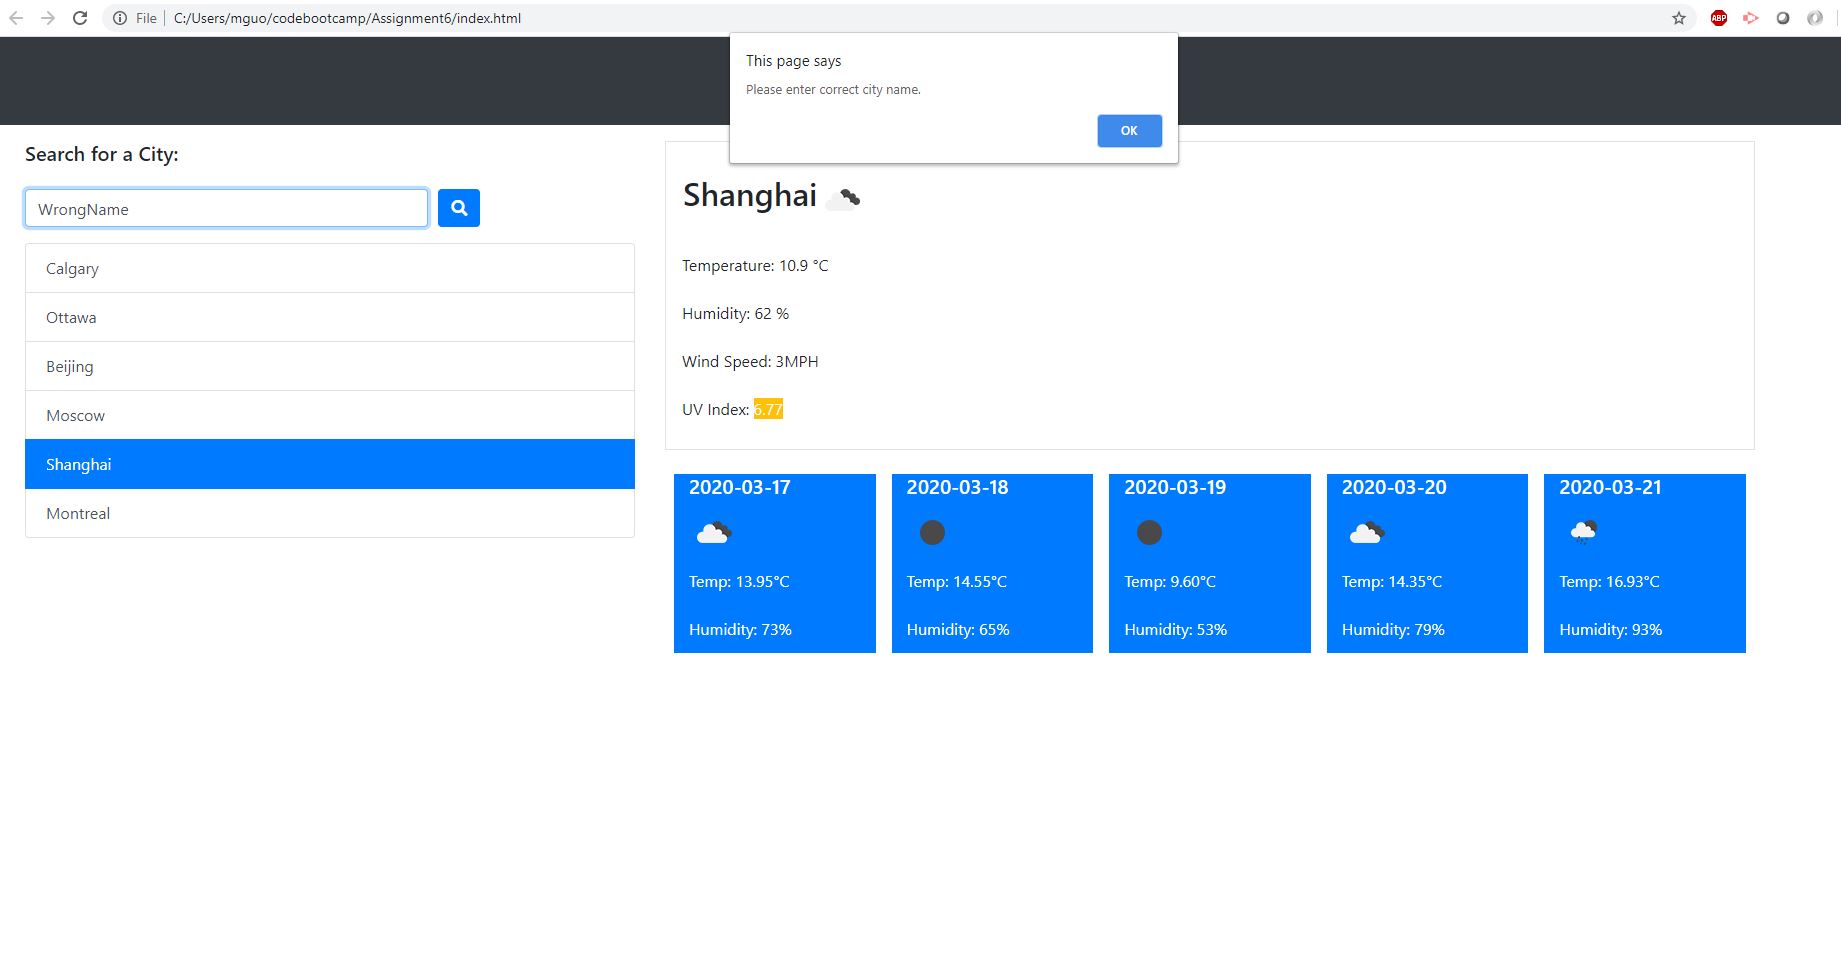 File C:/Users/mguo/codebootcamp/Assignment6/index.html
ABP
This page says
Please enter correct city name.
OK
Search for a City:
WrongName
Calgary
Ottawa
Beijing
Moscow
Shanghai
Montreal
Shanghai
Temperature: 10.9 °C
Humidity: 62 %
Wind Speed: 3MPH
UV Index: 6.77
2020-03-17
Temp: 13.95°C
Humidity: 73%
2020-03-18
Temp: 14.55°C
Humidity: 65%
2020-03-19
Temp: 9.60°C
Humidity: 53%
2020-03-20
Temp: 14.35°C
Humidity: 79%
2020-03-21
Temp: 16.93°C
Humidity: 93%